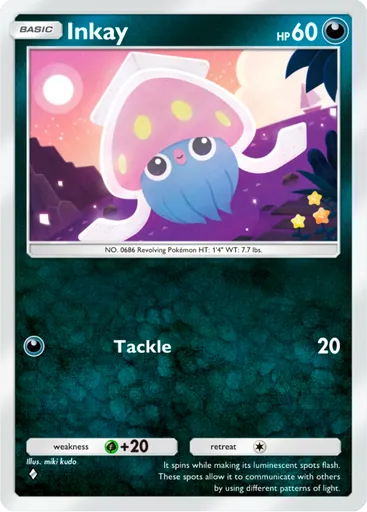 BASIC Inkay HP 60
NO. 0686 Revolving Pokémon HT: 1'4" WT: 7.7 lbs.
Tackle 20
weakness +20 retreat
Illus. miki kudo
It spins while making its luminescent spots flash.
These spots allow it to communicate with others
by using different patterns of light.